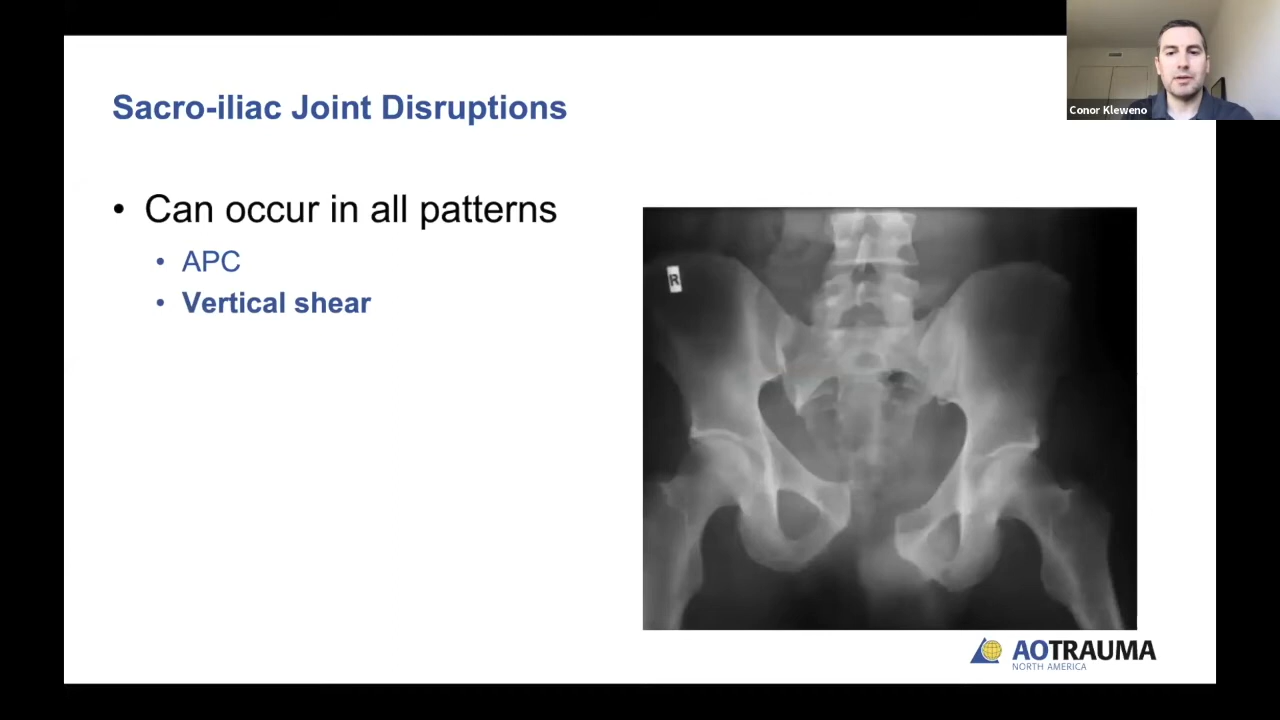 Conor Kleweno
Sacro-iliac Joint Disruptions
• Can occur in all patterns
• APC
• Vertical shear
R
AOTRAUMA
NORTH AMERICA